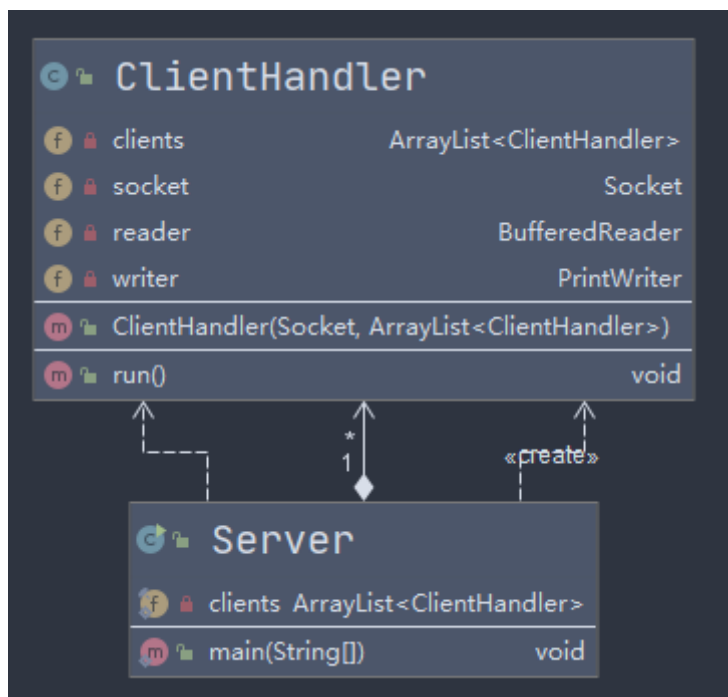 ClientHandler
clients ArrayList<ClientHandler>
socket Socket
reader BufferedReader
writer PrintWriter
ClientHandler(Socket, ArrayList<ClientHandler>)
run() void
*
1
«create»
Server
clients ArrayList<ClientHandler>
main(String[]) void